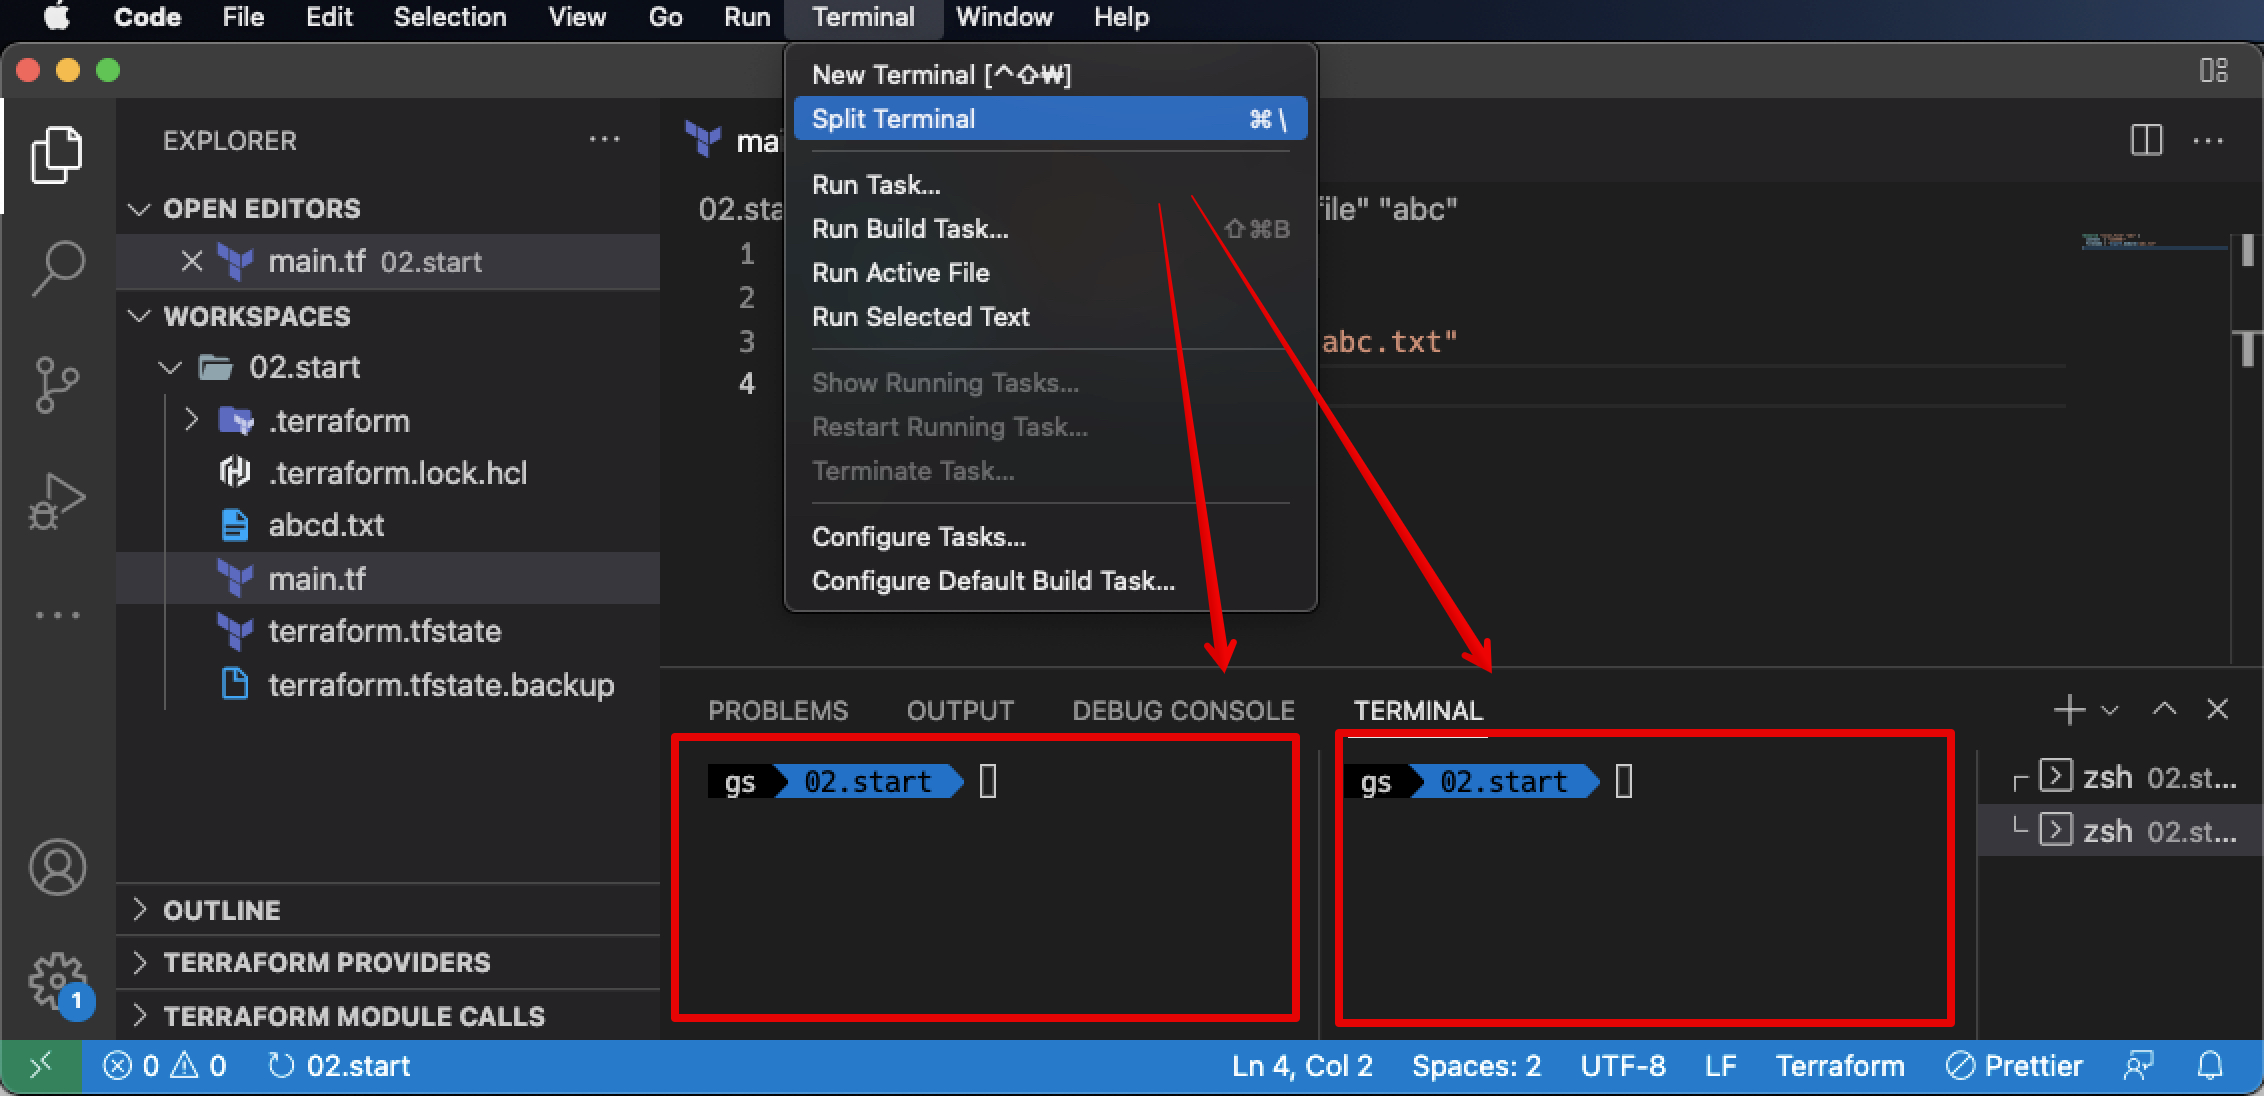 Code File Edit Selection View Go Run Terminal Window Help
New Terminal [^⇧₩]
Split Terminal ⌘\
Run Task...
Run Build Task... ⇧⌘B
Run Active File
Run Selected Text
Show Running Tasks...
Restart Running Task...
Terminate Task...
Configure Tasks...
Configure Default Build Task...
EXPLORER
OPEN EDITORS
main.tf 02.start
WORKSPACES
02.start
.terraform
.terraform.lock.hcl
abcd.txt
main.tf
terraform.tfstate
terraform.tfstate.backup
OUTLINE
TERRAFORM PROVIDERS
TERRAFORM MODULE CALLS
"abc"
1
2
3 abc.txt"
4
PROBLEMS OUTPUT DEBUG CONSOLE TERMINAL
gs 02.start
gs 02.start
zsh 02.st...
zsh 02.st...
1
0 0 02.start
Ln 4, Col 2 Spaces: 2 UTF-8 LF Terraform Prettier